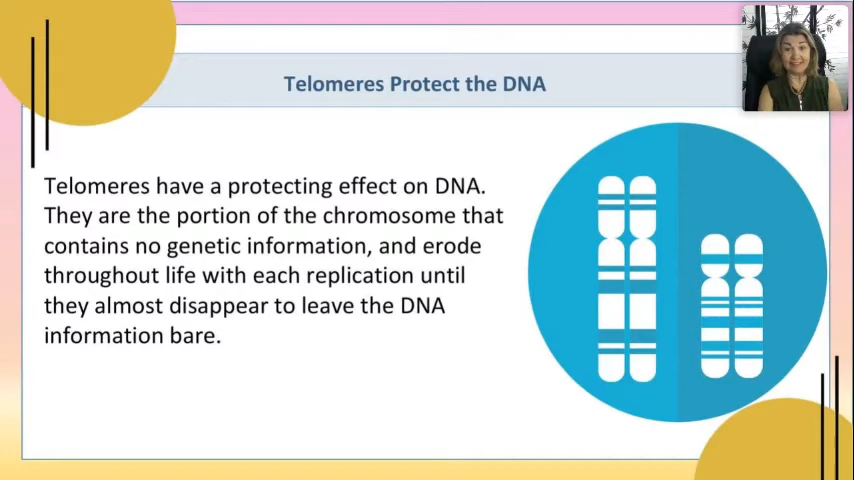 Telomeres Protect the DNA
Telomeres have a protecting effect on DNA.
They are the portion of the chromosome that
contains no genetic information, and erode
throughout life with each replication until
they almost disappear to leave the DNA
information bare.